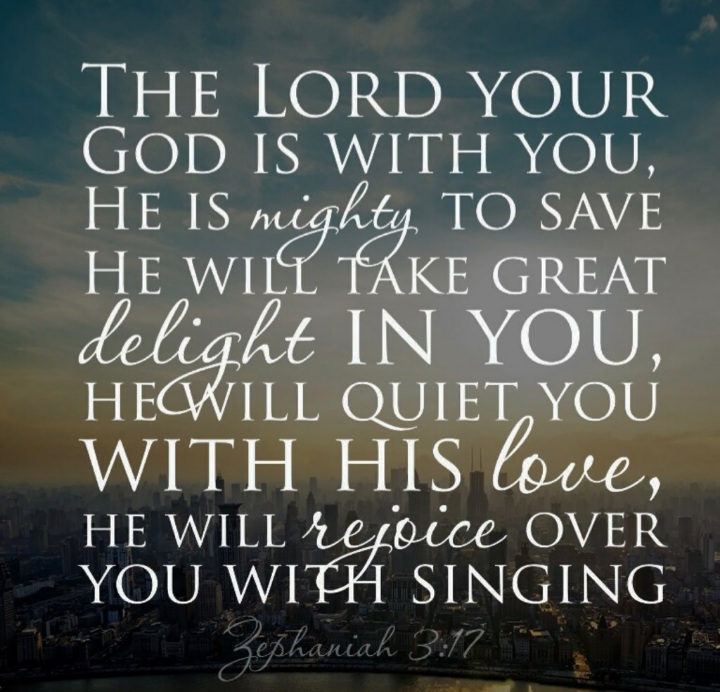 THE LORD YOUR
GOD IS WITH YOU,
HE IS mighty TO SAVE
HE WILL TAKE GREAT
delight IN YOU,
HE WILL QUIET YOU
WITH HIS love,
HE WILL rejoice OVER
YOU WITH SINGING
Zephaniah 3:17